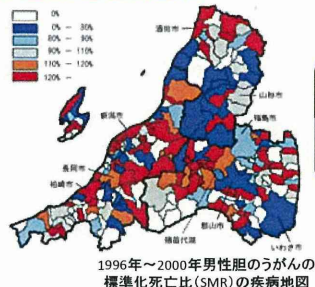 0%
0% － 80%
80% － 90%
90% － 110%
110% － 120%
120% －
酒田市
山形市
福島市
新潟市
長岡市
柏崎市
猪苗代湖
郡山市
いわき市
1996年～2000年男性胆のうがんの
標準化死亡比(SMR)の疾病地図